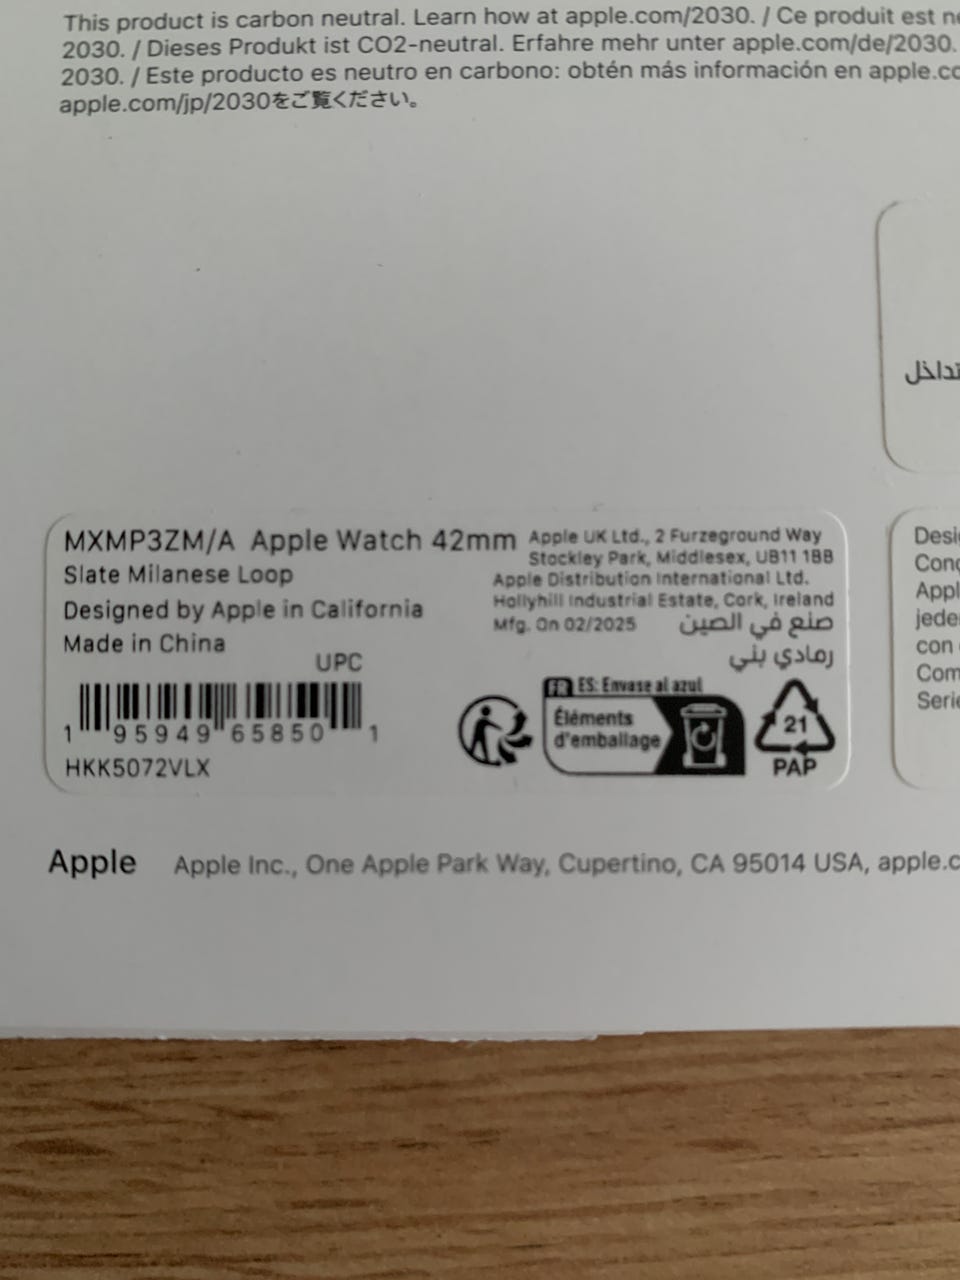 This product is carbon neutral. Learn how at apple.com/2030. / Ce produit est
2030. / Dieses Produkt ist CO2-neutral. Erfahre mehr unter apple.com/de/2030.
2030. / Este producto es neutro en carbono: obtén más información en
apple.com/jp/2030をご覧ください。
MXMP3ZM/A Apple Watch 42mm
Slate Milanese Loop
Designed by Apple in California
Made in China
UPC
1 95949 65850 1
HKK5072VLX
Apple UK Ltd., 2 Furzeground Way
Stockley Park, Middlesex, UB11 1BB
Apple Distribution International Ltd.
Hollyhill Industrial Estate, Cork, Ireland
Mfg. On 02/2025 صنع في الصين
رمادي بني
FR ES: Envase al azul
Éléments
d'emballage
21
PAP
Apple Apple Inc., One Apple Park Way, Cupertino, CA 95014 USA,
con